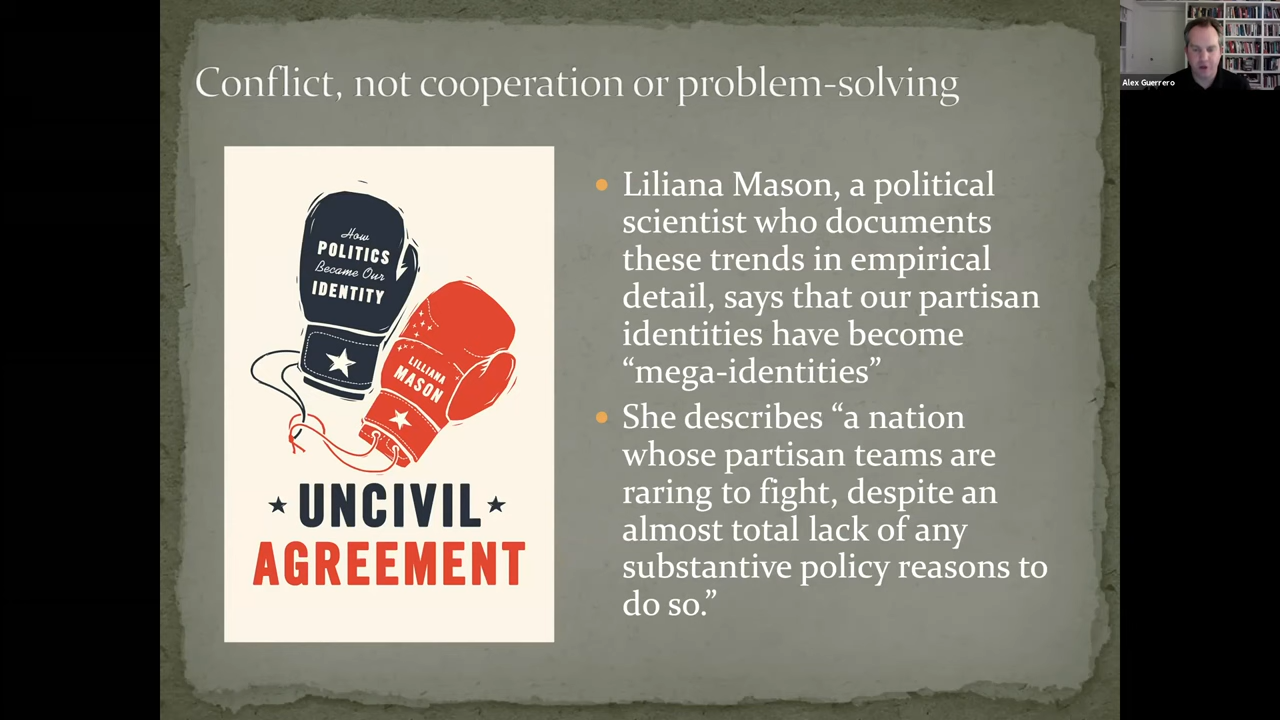 Conflict, not cooperation or problem-solving
Alex Guerrero
How
POLITICS
Became Our
IDENTITY
LILLIANA
MASON
UNCIVIL
AGREEMENT
Liliana Mason, a political
scientist who documents
these trends in empirical
detail, says that our partisan
identities have become
“mega-identities”
She describes “a nation
whose partisan teams are
raring to fight, despite an
almost total lack of any
substantive policy reasons to
do so.”